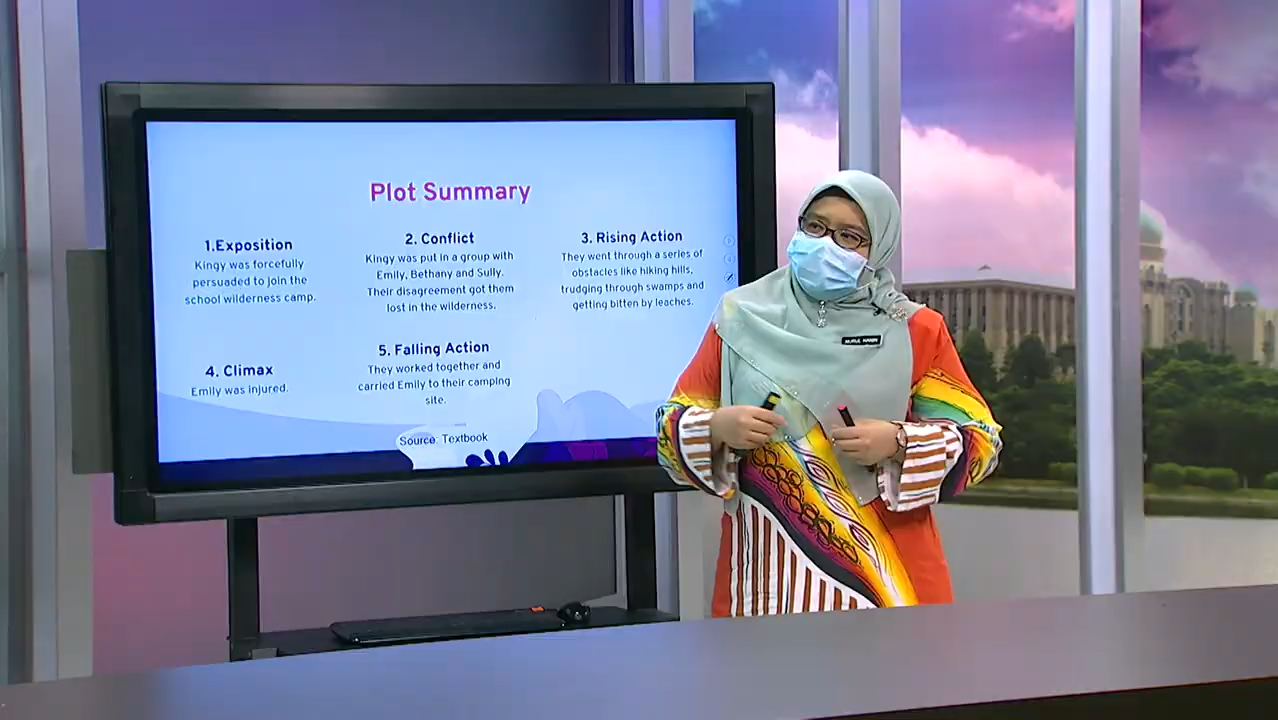 Plot Summary
1.Exposition
Kingy was forcefully
persuaded to join the
school wilderness camp.
2. Conflict
Kingy was put in a group with
Emily, Bethany and Sully.
Their disagreement got them
lost in the wilderness.
3. Rising Action
They went through a series of
obstacles like hiking hills,
trudging through swamps and
getting bitten by leaches.
4. Climax
Emily was injured.
5. Falling Action
They worked together and
carried Emily to their camping
site.
Source: Textbook